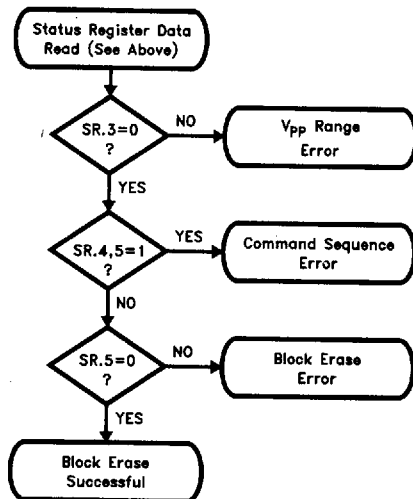 Status Register Data
Read (See Above)
SR.3=0
?
NO
VPP Range
Error
YES
SR.4,5=1
?
YES
Command Sequence
Error
NO
SR.5=0
?
NO
Block Erase
Error
YES
Block Erase
Successful